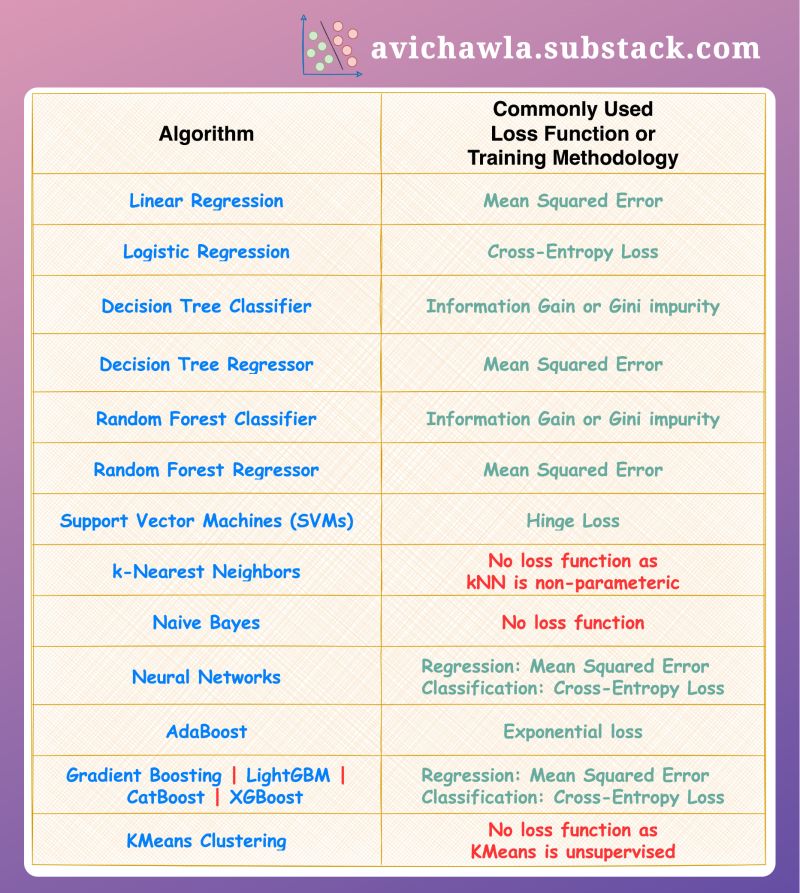 avichawla.substack.com
Algorithm
Commonly Used
Loss Function or
Training Methodology
Linear Regression
Mean Squared Error
Logistic Regression
Cross-Entropy Loss
Decision Tree Classifier
Information Gain or Gini impurity
Decision Tree Regressor
Mean Squared Error
Random Forest Classifier
Information Gain or Gini impurity
Random Forest Regressor
Mean Squared Error
Support Vector Machines (SVMs)
Hinge Loss
k-Nearest Neighbors
No loss function as
kNN is non-parameteric
Naive Bayes
No loss function
Neural Networks
Regression: Mean Squared Error
Classification: Cross-Entropy Loss
AdaBoost
Exponential loss
Gradient Boosting | LightGBM |
CatBoost | XGBoost
Regression: Mean Squared Error
Classification: Cross-Entropy Loss
KMeans Clustering
No loss function as
KMeans is unsupervised